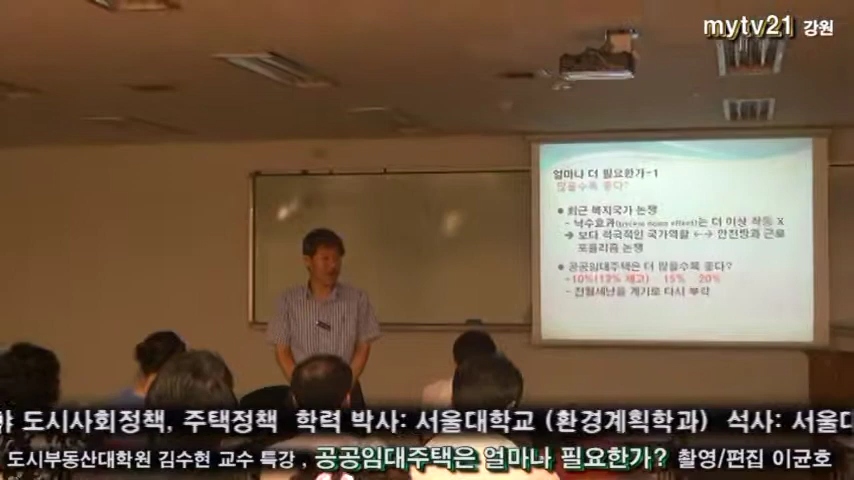 mytv21 강원
얼마나 더 필요한가-1
많을수록 좋다?
● 최근 복지국가 논쟁
- 낙수효과(trickle down effect)는 더 이상 작동 X
→ 보다 적극적인 국가역할 ←→ 안전망과 근로
포퓰리즘 논쟁
● 공공임대주택은 더 많을수록 좋다?
-10%(12% 재고) 15% 20%
- 전월세난을 계기로 다시 부각
야 도시사회정책, 주택정책 학력 박사: 서울대학교 (환경계획학과) 석사: 서울대
도시부동산대학원 김수현 교수 특강 , 공공임대주택은 얼마나 필요한가? 촬영/편집 이균호